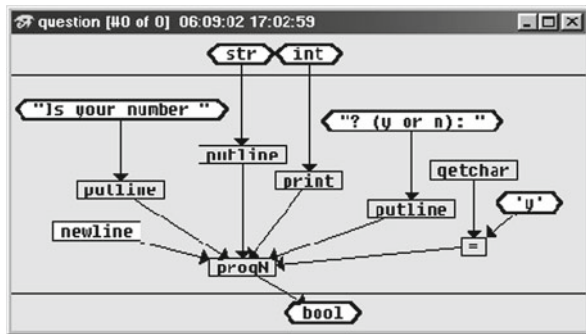 question [#0 of 0] 06:09:02 17:02:59
str int
"Is your number "
"? (y or n): "
putline
getchar
putline
print
putline
'y'
newline
=
progN
bool